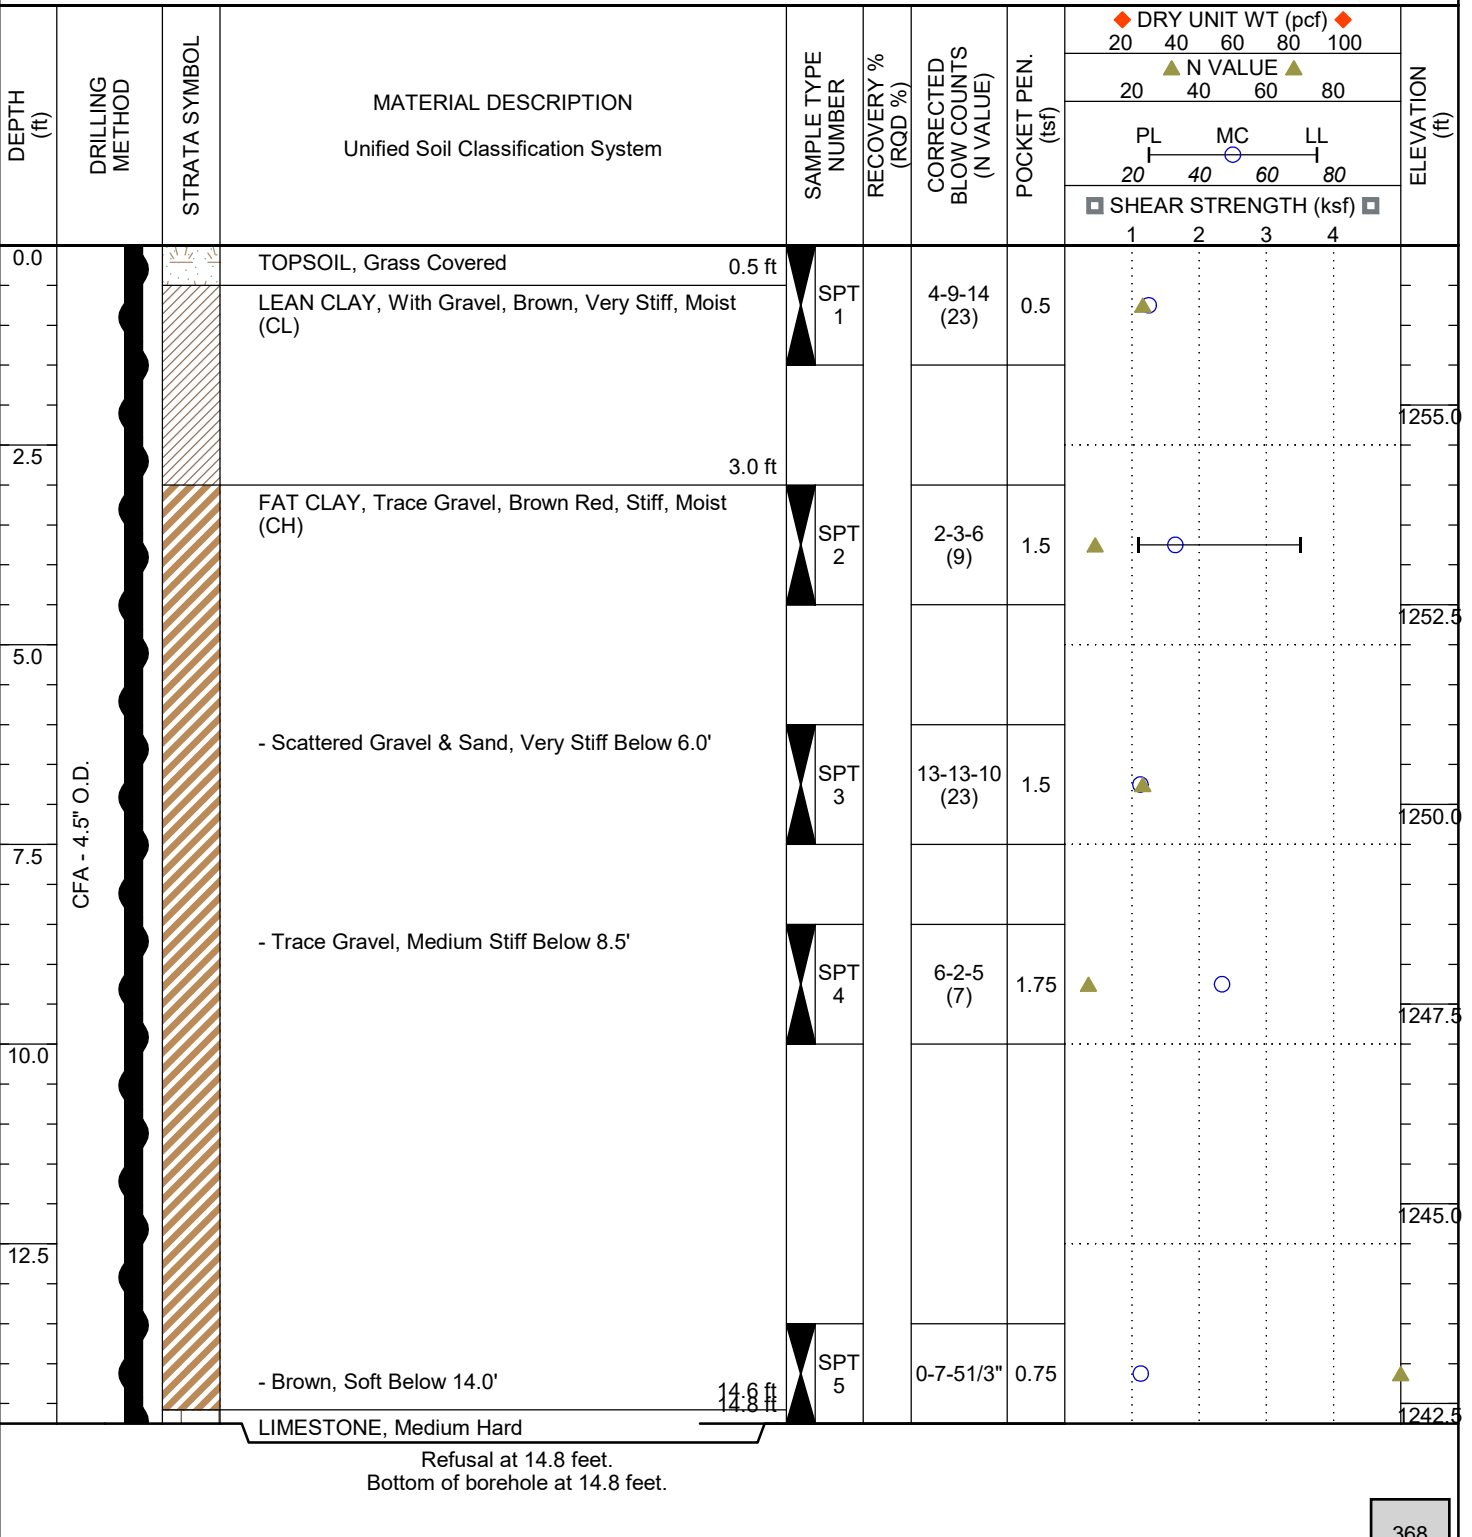 DEPTH
(ft)
DRILLING
METHOD
STRATA SYMBOL
MATERIAL DESCRIPTION
Unified Soil Classification System
SAMPLE TYPE
NUMBER
RECOVERY %
(RQD %)
CORRECTED
BLOW COUNTS
(N VALUE)
POCKET PEN.
(tsf)
DRY UNIT WT (pcf)
20 40 60 80 100
N VALUE
20 40 60 80
PL MC LL
20 40 60 80
SHEAR STRENGTH (ksf)
1 2 3 4
ELEVATION
(ft)
0.0
TOPSOIL, Grass Covered
0.5 ft
LEAN CLAY, With Gravel, Brown, Very Stiff, Moist
(CL)
SPT
1
4-9-14
(23)
0.5
1255.0
2.5
3.0 ft
FAT CLAY, Trace Gravel, Brown Red, Stiff, Moist
(CH)
SPT
2
2-3-6
(9)
1.5
1252.5
5.0
- Scattered Gravel & Sand, Very Stiff Below 6.0'
SPT
3
13-13-10
(23)
1.5
1250.0
CFA - 4.5" O.D.
7.5
- Trace Gravel, Medium Stiff Below 8.5'
SPT
4
6-2-5
(7)
1.75
1247.5
10.0
1245.0
12.5
- Brown, Soft Below 14.0'
14.6 ft
14.8 ft
SPT
5
0-7-51/3"
0.75
1242.5
LIMESTONE, Medium Hard
Refusal at 14.8 feet.
Bottom of borehole at 14.8 feet.
368